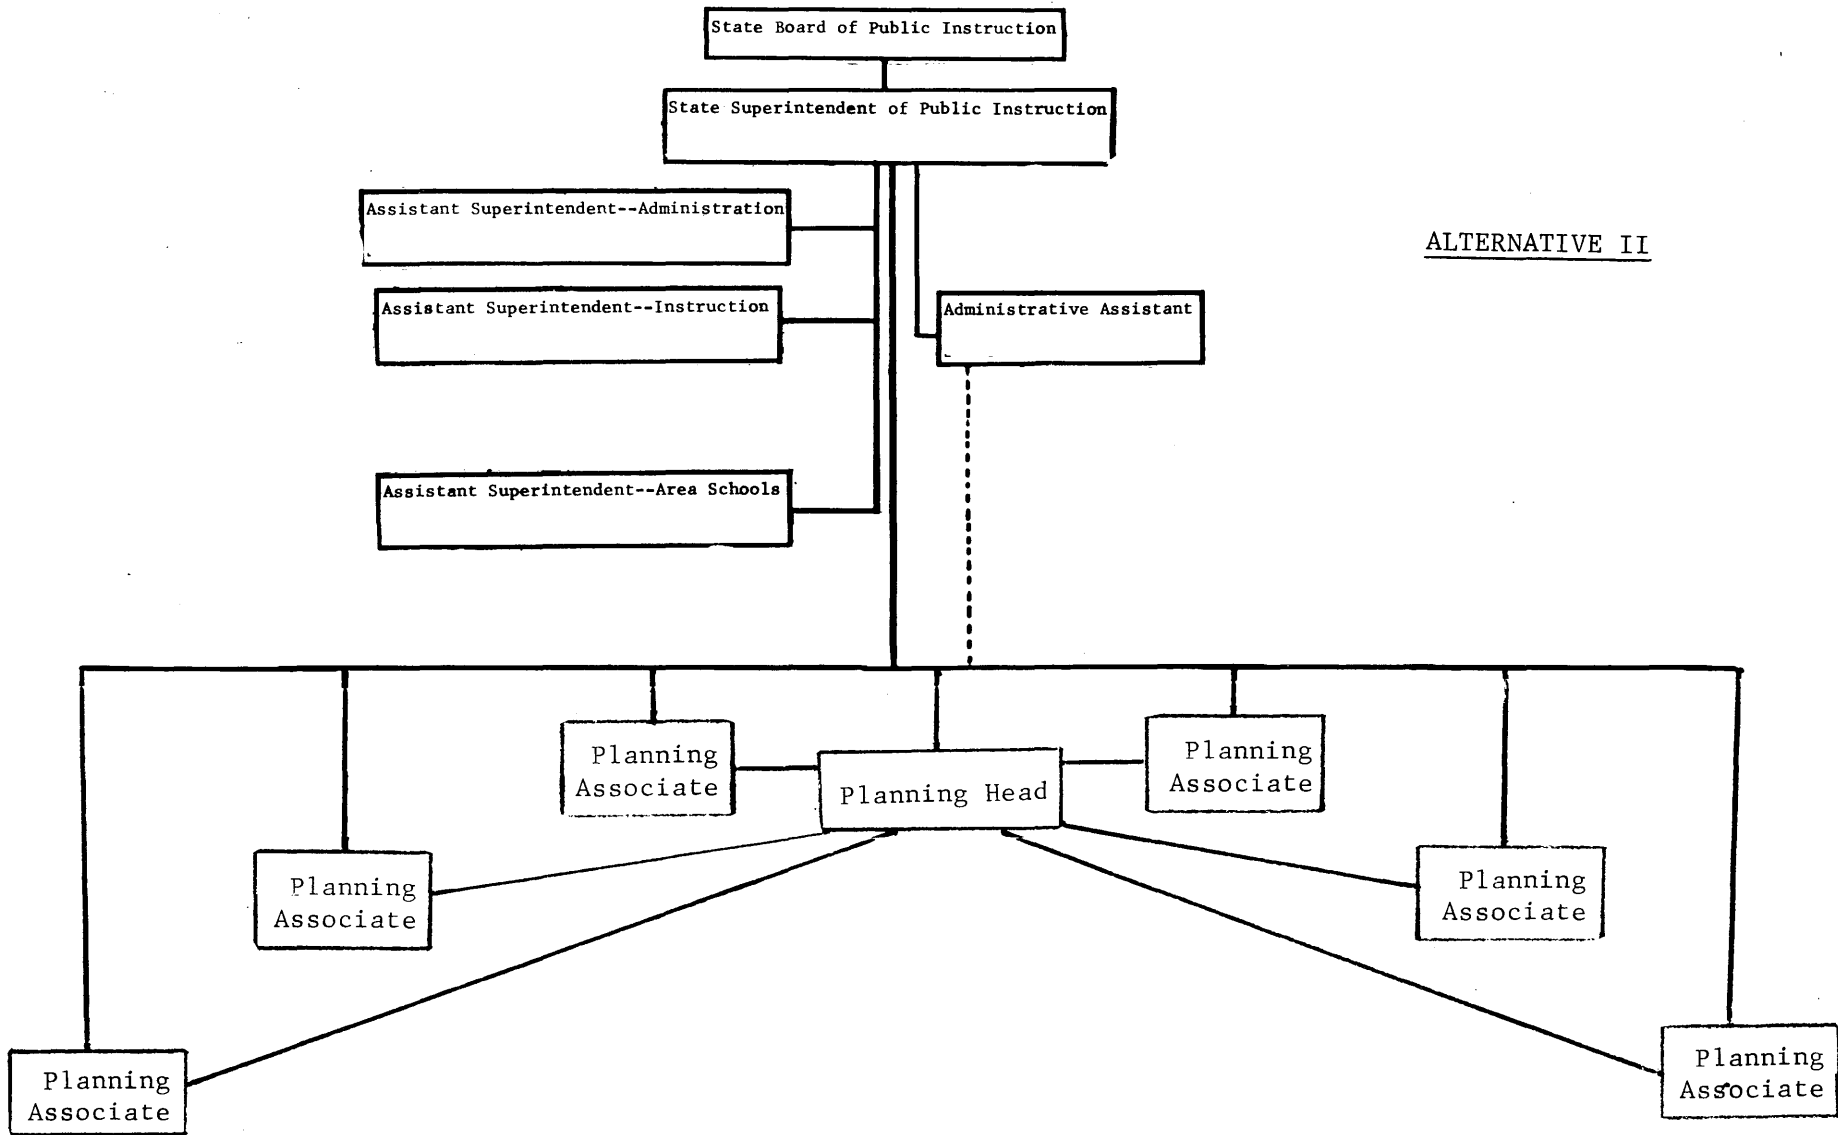 State Board of Public Instruction
State Superintendent of Public Instruction
Assistant Superintendent--Administration
ALTERNATIVE II
Assistant Superintendent--Instruction
Administrative Assistant
Assistant Superintendent--Area Schools
Planning
Associate
Planning Head
Planning
Associate
Planning
Associate
Planning
Associate
Planning
Associate
Planning
Associate